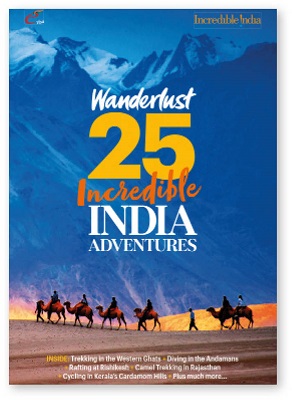 Incredible !ndia
Wanderlust
25
Incredible
INDIA
ADVENTURES
INSIDE: Trekking in the Western Ghats • Diving in the Andamans
• Rafting at Rishikesh • Camel Trekking in Rajasthan
• Cycling in Kerala's Cardamom Hills • Plus much more...